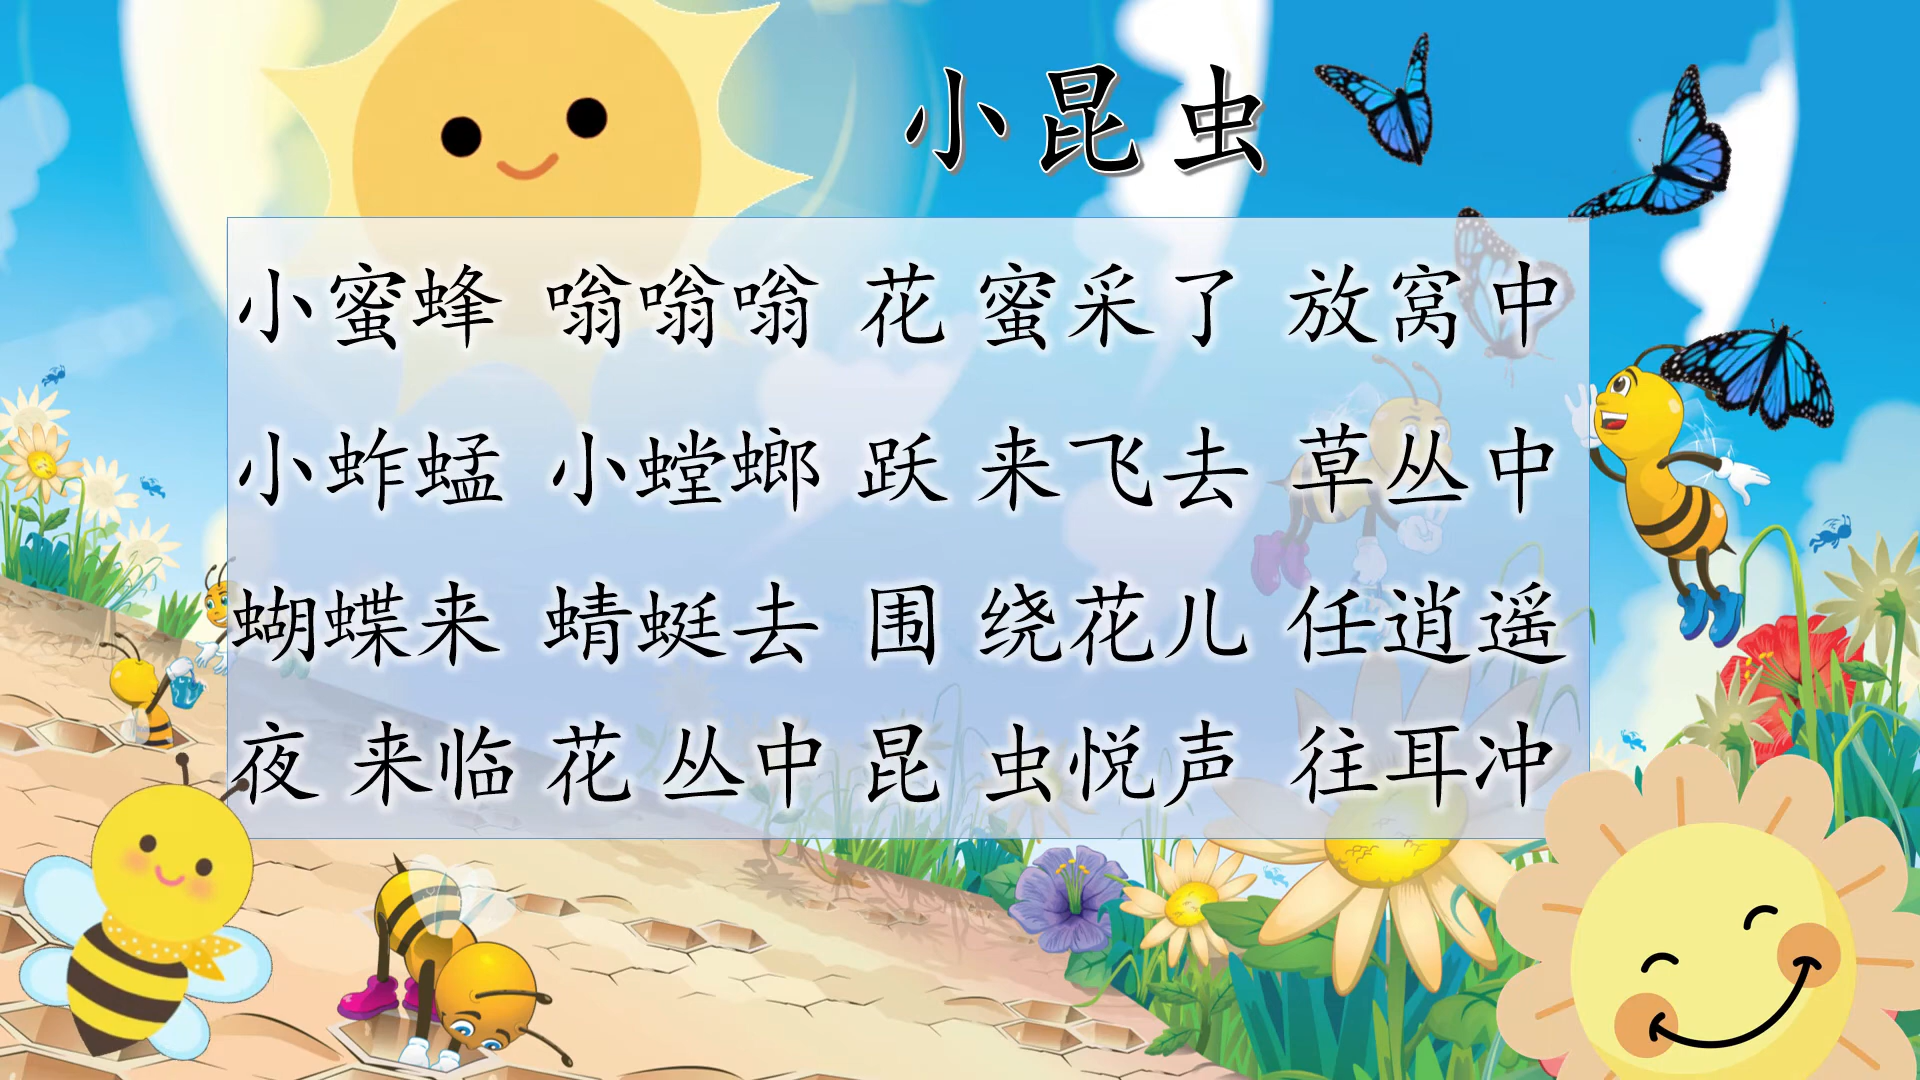 小昆虫
小蜜蜂 嗡嗡嗡 花 蜜采了 放窝中
小蚱蜢 小螳螂 跃 来飞去 草丛中
蝴蝶来 蜻蜓去 围 绕花儿 任逍遥
夜 来临 花 丛中 昆 虫悦声 往耳冲